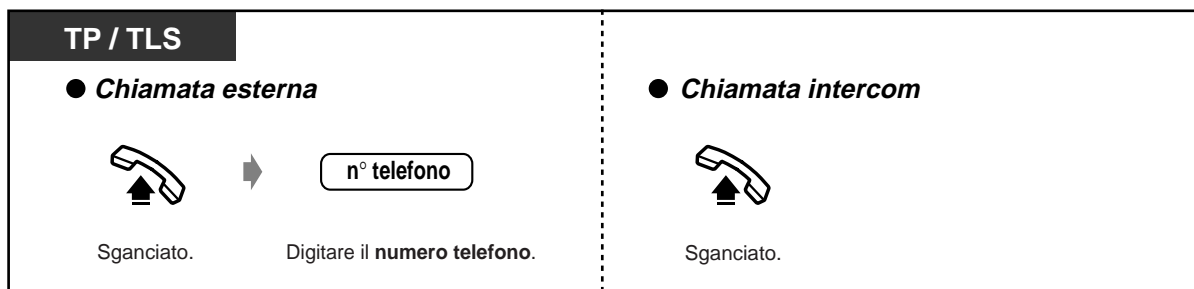 TP / TLS
● Chiamata esterna
n° telefono
Sganciato.
Digitare il numero telefono.
● Chiamata intercom
Sganciato.